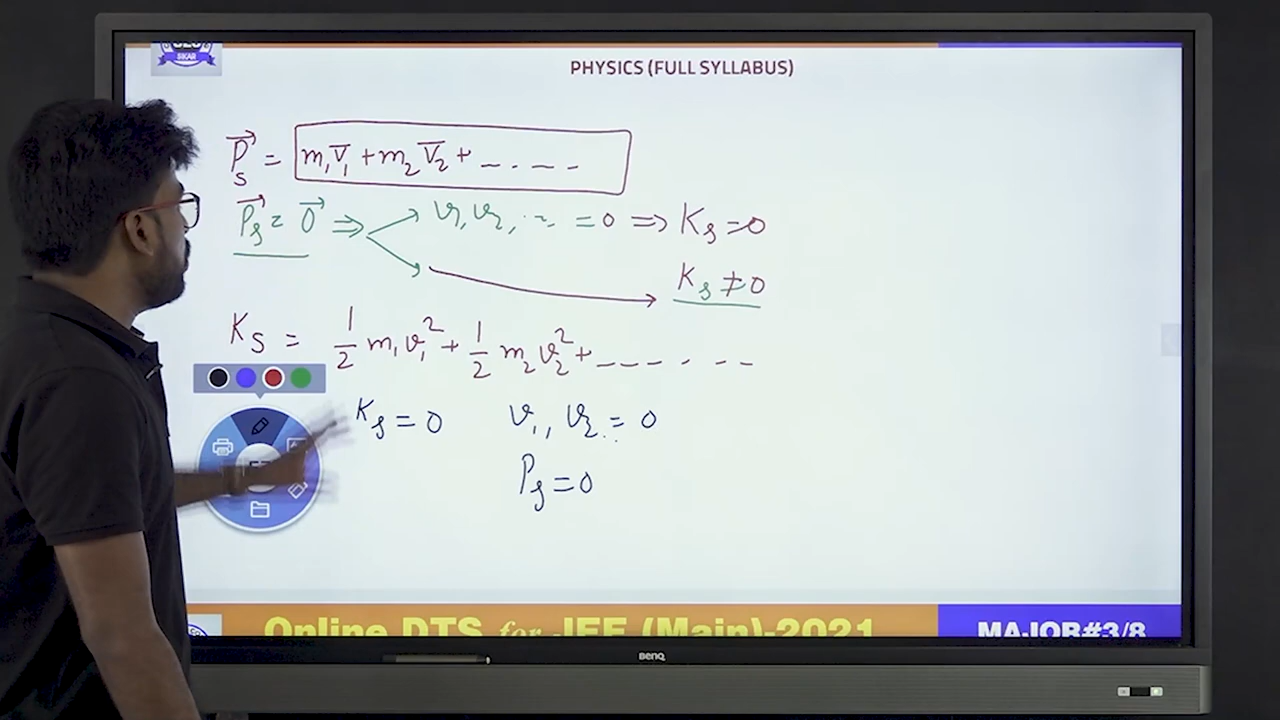 SIKAR
PHYSICS (FULL SYLLABUS)
P⃗s = m₁v̅₁ + m₂v̅₂ + - - - -
P⃗s = 0⃗ ⇒ v₁, v₂, .. = 0 ⇒ Ks = 0
Ks ≠ 0
Ks = 1/2 m₁v₁² + 1/2 m₂v₂² + - - - - - -
Ks = 0 v₁, v₂ .. = 0
Ps = 0
Online DTS for JEE (Main)-2021
MAJOR#3/8
BenQ